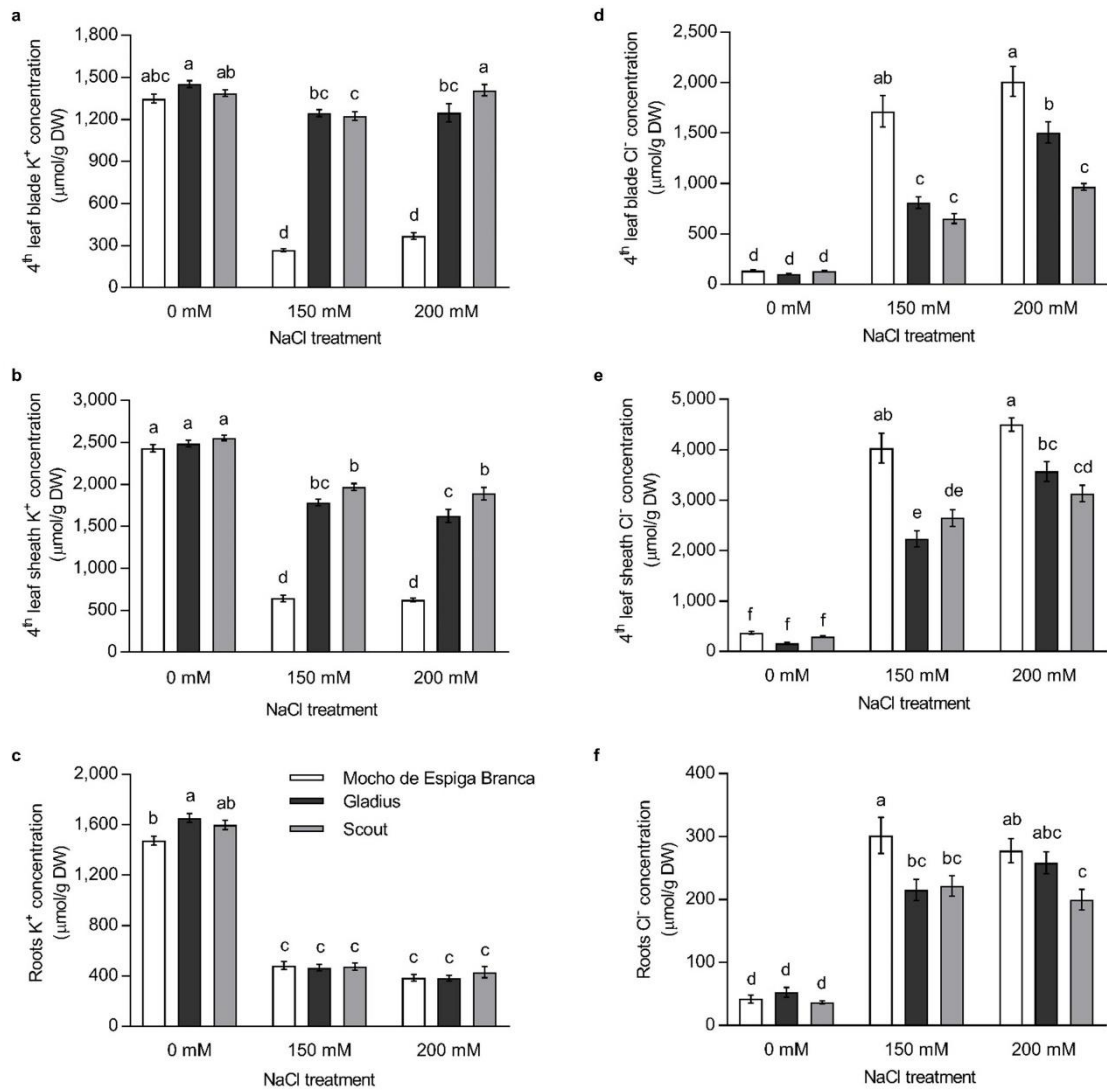 a
4th leaf blade K+ concentration
(µmol/g DW)
1,800
1,500
1,200
900
600
300
0
abc a ab
d bc c
d bc a
0 mM 150 mM 200 mM
NaCl treatment
d
4th leaf blade Cl- concentration
(µmol/g DW)
2,500
2,000
1,500
1,000
500
0
d d d
ab c c
a b c
0 mM 150 mM 200 mM
NaCl treatment
b
4th leaf sheath K+ concentration
(µmol/g DW)
3,000
2,500
2,000
1,500
1,000
500
0
a a a
d bc b
d c b
0 mM 150 mM 200 mM
NaCl treatment
e
4th leaf sheath Cl- concentration
(µmol/g DW)
5,000
4,000
3,000
2,000
1,000
0
f f f
ab e de
a bc cd
0 mM 150 mM 200 mM
NaCl treatment
c
Roots K+ concentration
(µmol/g DW)
2,000
1,600
1,200
800
400
0
b a ab
c c c
c c c
Mocho de Espiga Branca
Gladius
Scout
0 mM 150 mM 200 mM
NaCl treatment
f
Roots Cl- concentration
(µmol/g DW)
400
300
200
100
0
d d d
a bc bc
ab abc c
0 mM 150 mM 200 mM
NaCl treatment